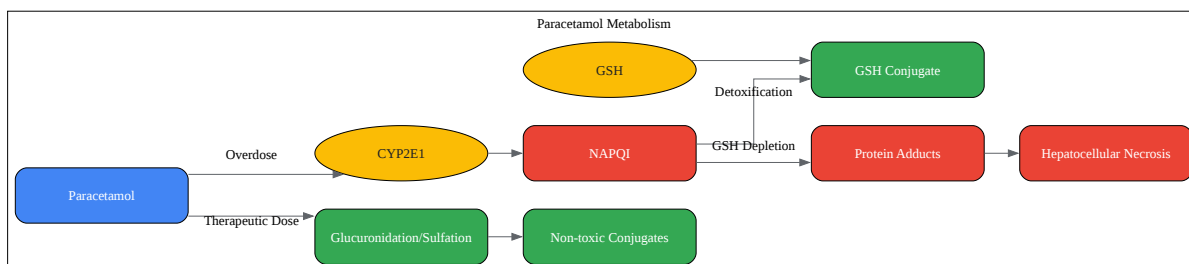 Paracetamol Metabolism
GSH
GSH Conjugate
Detoxification
Overdose
CYP2E1
NAPQI
GSH Depletion
Protein Adducts
Hepatocellular Necrosis
Paracetamol
Therapeutic Dose
Glucuronidation/Sulfation
Non-toxic Conjugates